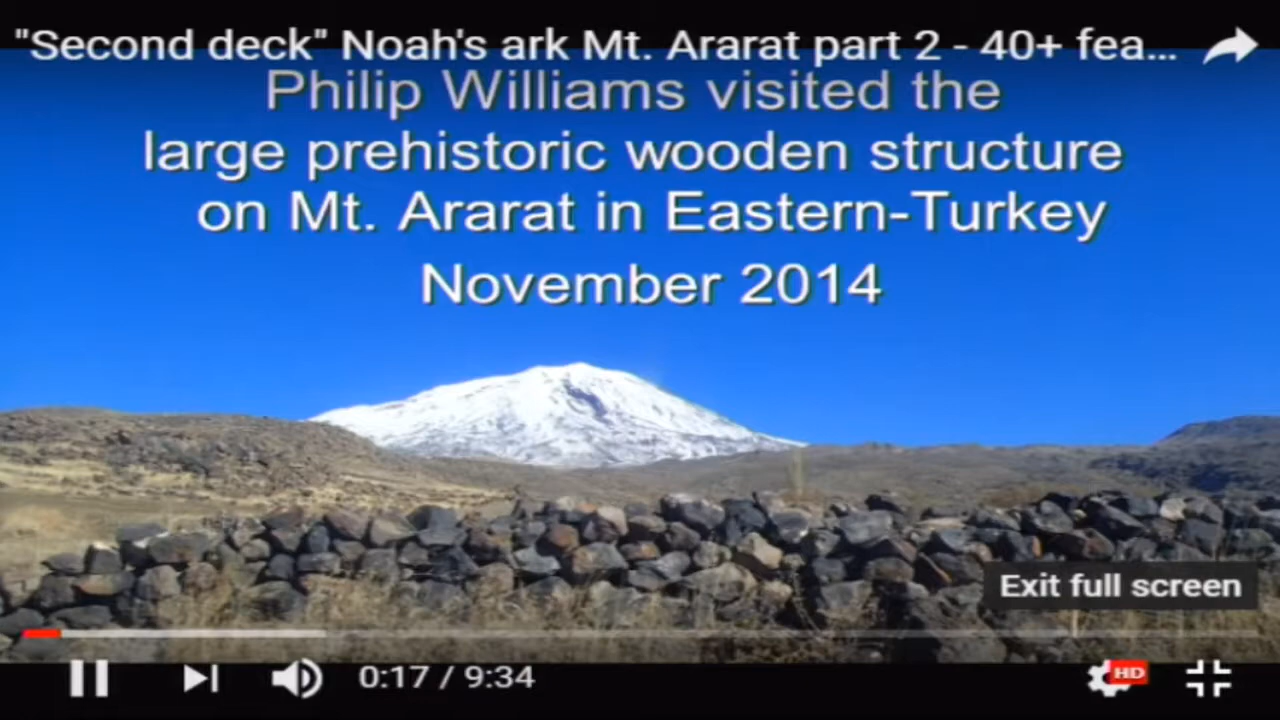 "Second deck" Noah's ark Mt. Ararat part 2 - 40+ fea...
Philip Williams visited the
large prehistoric wooden structure
on Mt. Ararat in Eastern-Turkey
November 2014
Exit full screen
0:17 / 9:34
HD